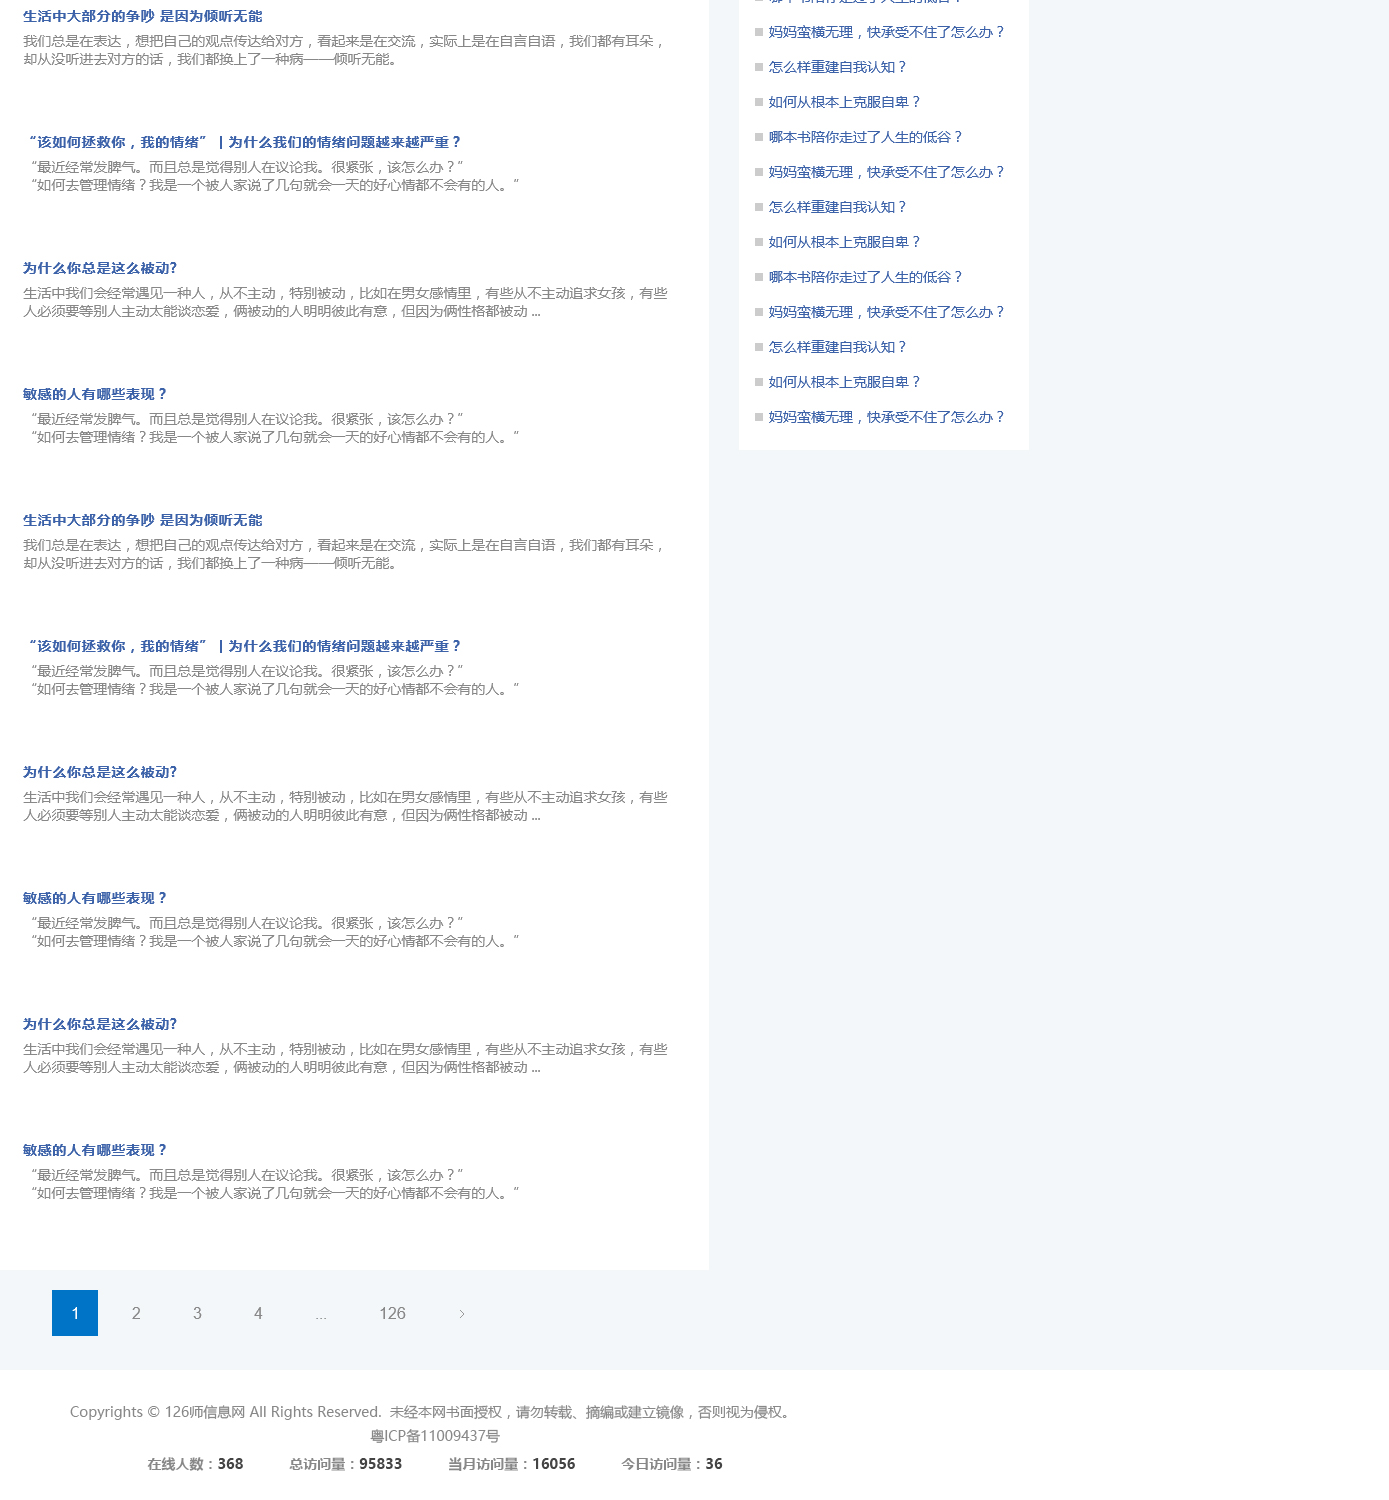 生活中大部分的争吵 是因为倾听无能
我们总是在表达，想把自己的观点传达给对方，看起来是在交流，实际上是在自言自语，我们都有耳朵，
却从没听进去对方的话，我们都换上了一种病——倾听无能。
“该如何拯救你，我的情绪” | 为什么我们的情绪问题越来越严重？
“最近经常发脾气。而且总是觉得别人在议论我。很紧张，该怎么办？”
“如何去管理情绪？我是一个被人家说了几句就会一天的好心情都不会有的人。”
为什么你总是这么被动?
生活中我们会经常遇见一种人，从不主动，特别被动，比如在男女感情里，有些从不主动追求女孩，有些
人必须要等别人主动太能谈恋爱，俩被动的人明明彼此有意，但因为俩性格都被动 ...
敏感的人有哪些表现？
“最近经常发脾气。而且总是觉得别人在议论我。很紧张，该怎么办？”
“如何去管理情绪？我是一个被人家说了几句就会一天的好心情都不会有的人。”
生活中大部分的争吵 是因为倾听无能
我们总是在表达，想把自己的观点传达给对方，看起来是在交流，实际上是在自言自语，我们都有耳朵，
却从没听进去对方的话，我们都换上了一种病——倾听无能。
“该如何拯救你，我的情绪” | 为什么我们的情绪问题越来越严重？
“最近经常发脾气。而且总是觉得别人在议论我。很紧张，该怎么办？”
“如何去管理情绪？我是一个被人家说了几句就会一天的好心情都不会有的人。”
为什么你总是这么被动?
生活中我们会经常遇见一种人，从不主动，特别被动，比如在男女感情里，有些从不主动追求女孩，有些
人必须要等别人主动太能谈恋爱，俩被动的人明明彼此有意，但因为俩性格都被动 ...
敏感的人有哪些表现？
“最近经常发脾气。而且总是觉得别人在议论我。很紧张，该怎么办？”
“如何去管理情绪？我是一个被人家说了几句就会一天的好心情都不会有的人。”
为什么你总是这么被动?
生活中我们会经常遇见一种人，从不主动，特别被动，比如在男女感情里，有些从不主动追求女孩，有些
人必须要等别人主动太能谈恋爱，俩被动的人明明彼此有意，但因为俩性格都被动 ...
敏感的人有哪些表现？
“最近经常发脾气。而且总是觉得别人在议论我。很紧张，该怎么办？”
“如何去管理情绪？我是一个被人家说了几句就会一天的好心情都不会有的人。”
哪本书陪你走过了人生的低谷？
妈妈蛮横无理，快承受不住了怎么办？
怎么样重建自我认知？
如何从根本上克服自卑？
哪本书陪你走过了人生的低谷？
妈妈蛮横无理，快承受不住了怎么办？
怎么样重建自我认知？
如何从根本上克服自卑？
哪本书陪你走过了人生的低谷？
妈妈蛮横无理，快承受不住了怎么办？
怎么样重建自我认知？
如何从根本上克服自卑？
妈妈蛮横无理，快承受不住了怎么办？
1 2 3 4 ... 126 >
Copyrights © 126师信息网 All Rights Reserved. 未经本网书面授权，请勿转载、摘编或建立镜像，否则视为侵权。
粤ICP备11009437号
在线人数：368 总访问量：95833 当月访问量：16056 今日访问量：36